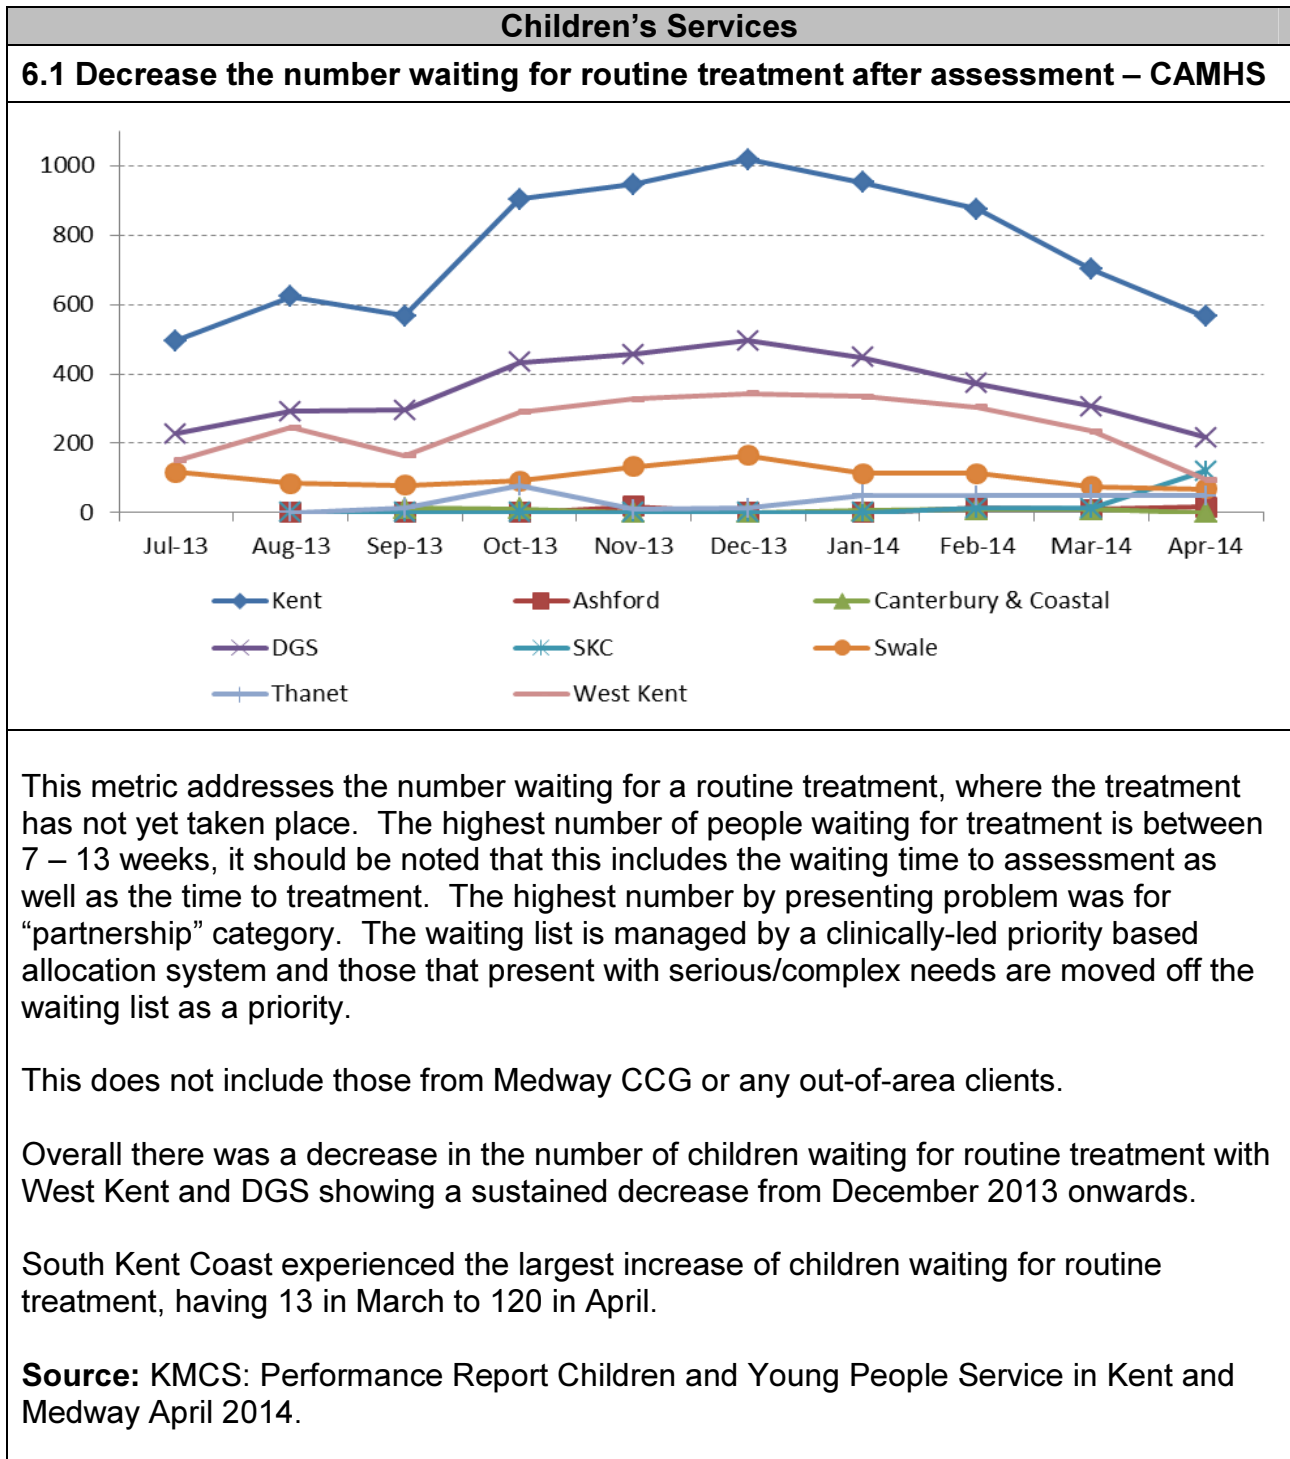 Children’s Services
6.1 Decrease the number waiting for routine treatment after assessment – CAMHS
1000
800
600
400
200
0
Jul-13 Aug-13 Sep-13 Oct-13 Nov-13 Dec-13 Jan-14 Feb-14 Mar-14 Apr-14
Kent Ashford Canterbury & Coastal
DGS SKC Swale
Thanet West Kent
This metric addresses the number waiting for a routine treatment, where the treatment
has not yet taken place.  The highest number of people waiting for treatment is between
7 – 13 weeks, it should be noted that this includes the waiting time to assessment as
well as the time to treatment.  The highest number by presenting problem was for
“partnership” category.  The waiting list is managed by a clinically-led priority based
allocation system and those that present with serious/complex needs are moved off the
waiting list as a priority.
This does not include those from Medway CCG or any out-of-area clients.
Overall there was a decrease in the number of children waiting for routine treatment with
West Kent and DGS showing a sustained decrease from December 2013 onwards.
South Kent Coast experienced the largest increase of children waiting for routine
treatment, having 13 in March to 120 in April.
Source: KMCS: Performance Report Children and Young People Service in Kent and
Medway April 2014.